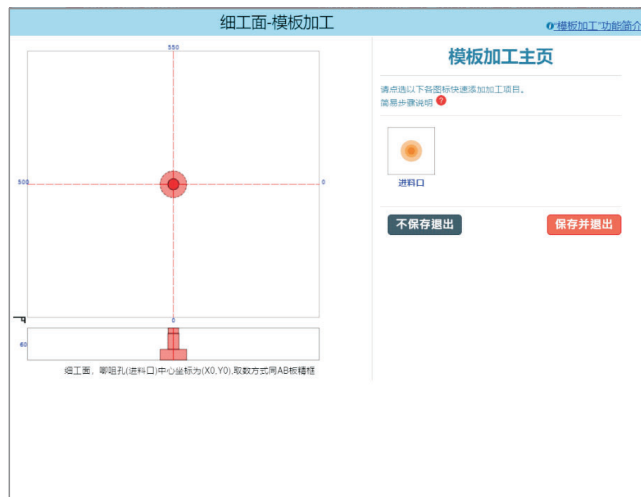 细工面-模板加工
"模板加工"功能简介
550
500
0
0
60
细工面，唧咀孔(进料口)中心坐标为(X0,Y0),取数方式同AB板精框
模板加工主页
请点选以下各图标快速添加加工项目。
简易步骤说明 ?
进料口
不保存退出
保存并退出